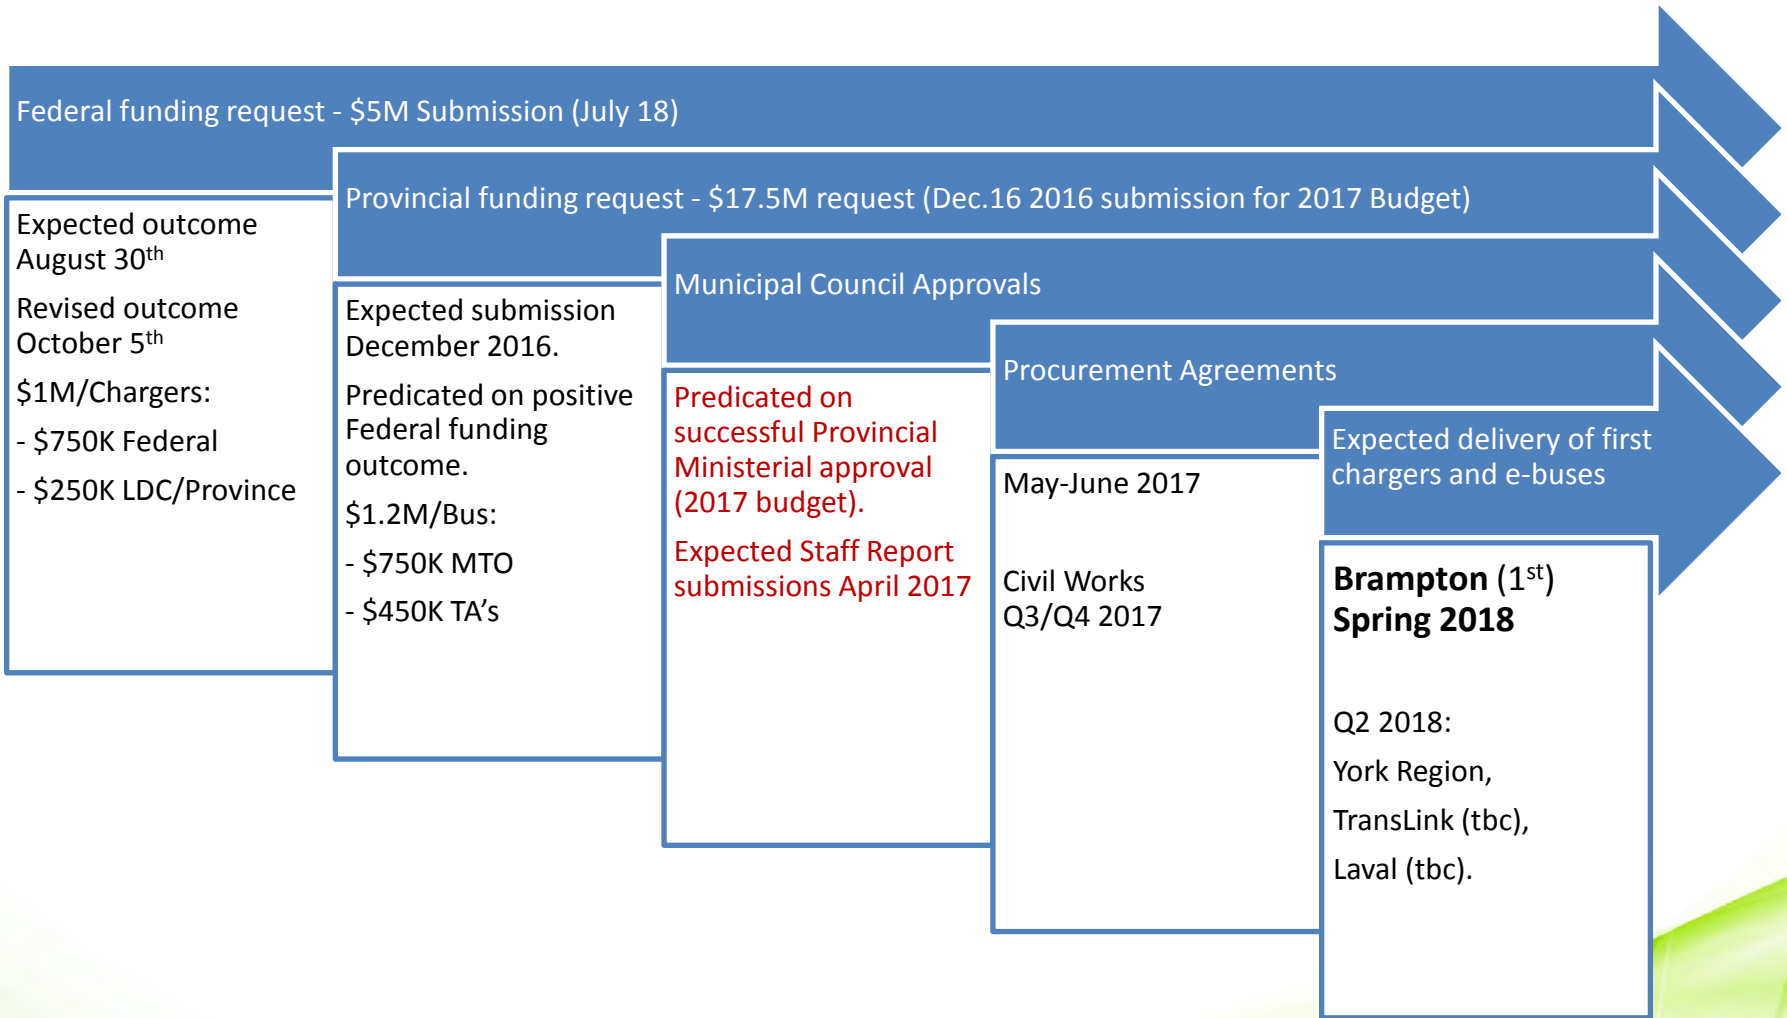 Federal funding request - $5M Submission (July 18)
Expected outcome
August 30th
Revised outcome
October 5th
$1M/Chargers:
- $750K Federal
- $250K LDC/Province
Provincial funding request - $17.5M request (Dec.16 2016 submission for 2017 Budget)
Expected submission
December 2016.
Predicated on positive
Federal funding
outcome.
$1.2M/Bus:
- $750K MTO
- $450K TA’s
Municipal Council Approvals
Predicated on
successful Provincial
Ministerial approval
(2017 budget).
Expected Staff Report
submissions April 2017
Procurement Agreements
May-June 2017
Civil Works
Q3/Q4 2017
Expected delivery of first
chargers and e-buses
Brampton (1st)
Spring 2018
Q2 2018:
York Region,
TransLink (tbc),
Laval (tbc).